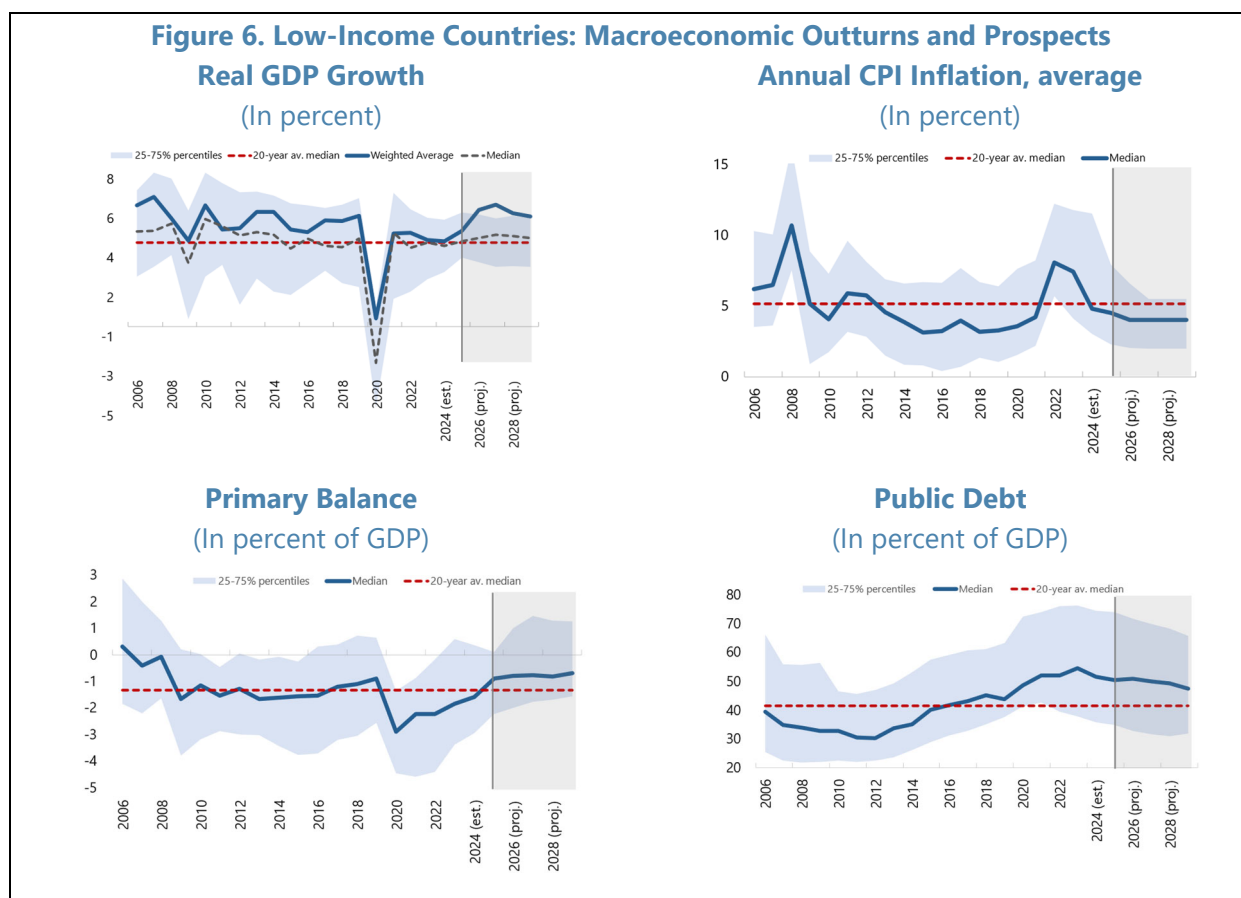 Figure 6. Low-Income Countries: Macroeconomic Outturns and Prospects
Real GDP Growth
(In percent)
25-75% percentiles 20-year av. median Weighted Average Median
8
6
4
2
-1
-3
-5
2006 2008 2010 2012 2014 2016 2018 2020 2022 2024 (est.) 2026 (proj.) 2028 (proj.)
Annual CPI Inflation, average
(In percent)
25-75% percentiles 20-year av. median Median
15
10
5
0
2006 2008 2010 2012 2014 2016 2018 2020 2022 2024 (est.) 2026 (proj.) 2028 (proj.)
Primary Balance
(In percent of GDP)
25-75% percentiles Median 20-year av. median
3
2
1
0
-1
-2
-3
-4
-5
2006 2008 2010 2012 2014 2016 2018 2020 2022 2024 (est.) 2026 (proj.) 2028 (proj.)
Public Debt
(In percent of GDP)
25-75% percentiles Median 20-year av. median
80
70
60
50
40
30
20
2006 2008 2010 2012 2014 2016 2018 2020 2022 2024 (est.) 2026 (proj.) 2028 (proj.)